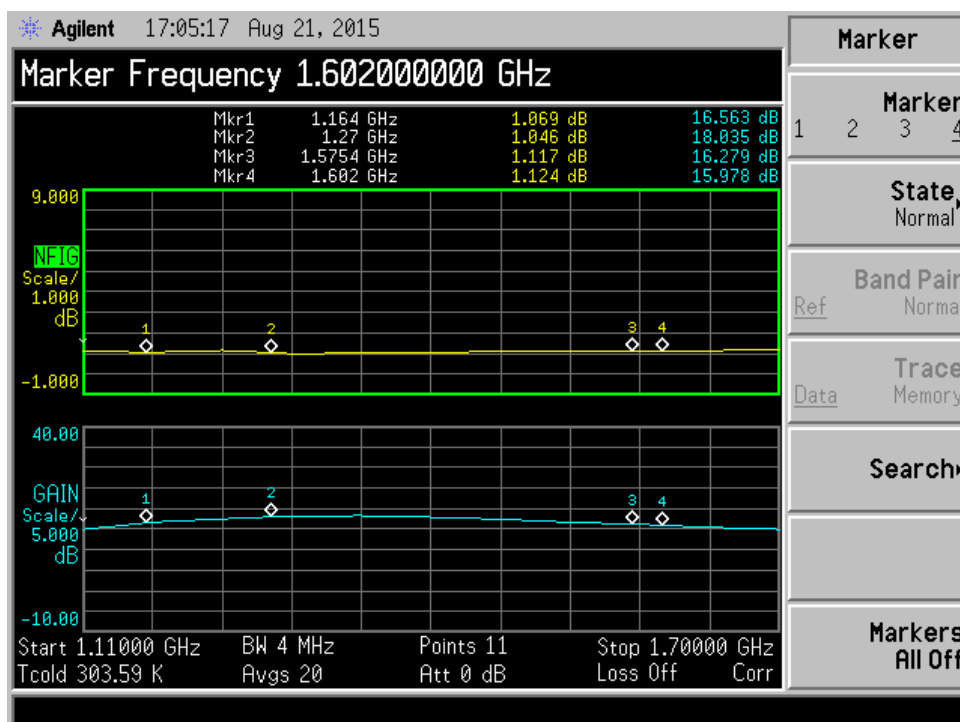 Agilent 17:05:17 Aug 21, 2015
Marker
Marker Frequency 1.602000000 GHz
Mkr1 1.164 GHz 1.069 dB 16.563 dB
Mkr2 1.27 GHz 1.046 dB 18.035 dB
Mkr3 1.5754 GHz 1.117 dB 16.279 dB
Mkr4 1.602 GHz 1.124 dB 15.978 dB
9.000
NFIG
Scale/
1.000
dB
-1.000
1 2 3 4
40.00
GAIN
Scale/
5.000
dB
-10.00
1 2 3 4
Start 1.11000 GHz BW 4 MHz Points 11 Stop 1.70000 GHz
Tcold 303.59 K Avgs 20 Att 0 dB Loss Off Corr
Marker
1 2 3 4
State
Normal
Band Pair
Ref Norma
Trace
Data Memory
Search
Markers
All Off